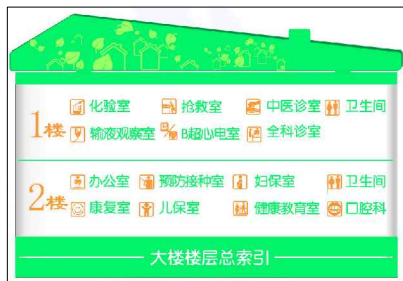 1楼
化验室 抢救室 中医诊室 卫生间
输液观察室 B超心电室 全科诊室
2楼
办公室 预防接种室 妇保室 卫生间
康复室 儿保室 健康教育室 口腔科
大楼楼层总索引